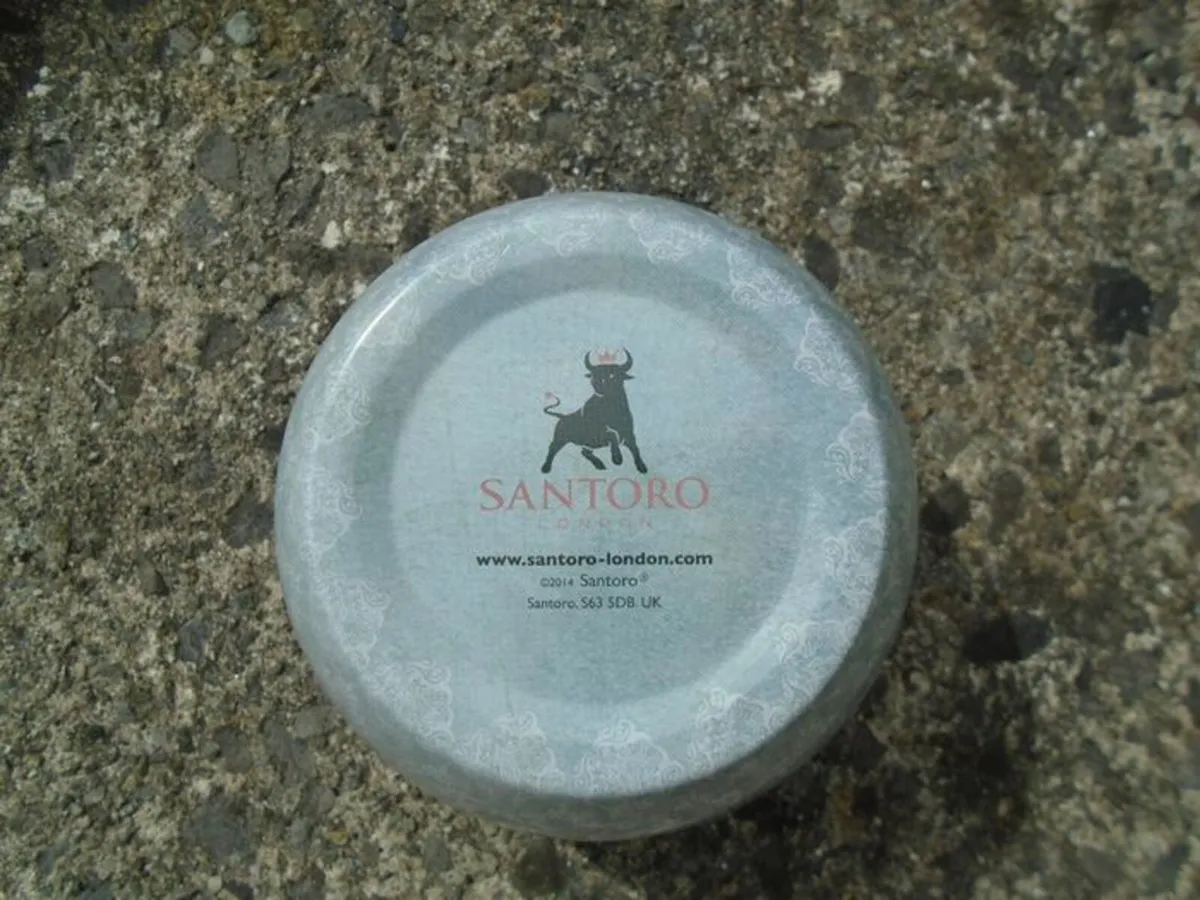 SANTORO
LONDON
www.santoro-london.com
©2014 Santoro®
Santoro, S63 5DB UK